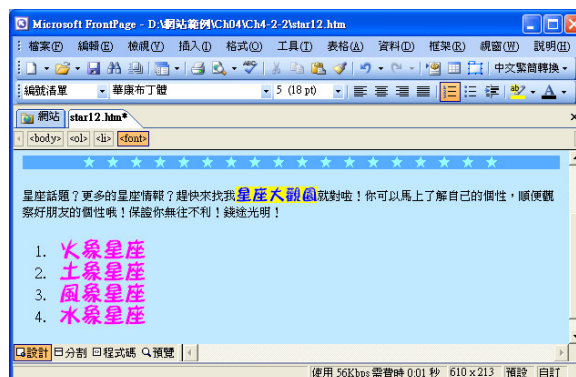 Microsoft FrontPage - D:\網站範例\Ch04\Ch4-2-2\star12.htm
檔案(F) 編輯(E) 檢視(V) 插入(I) 格式(O) 工具(T) 表格(A) 資料(D) 框架(R) 視窗(W) 說明(H)
中文繁簡轉換
編號清單 華康布丁體 5 (18 pt)
網站 star12.htm*
<body> <ol> <li> <font>
★ ★ ★ ★ ★ ★ ★ ★ ★ ★ ★ ★ ★ ★ ★ ★ ★ ★
星座話題？更多的星座情報？趕快來找我星座大觀園就對啦！你可以馬上了解自己的個性，順便觀
察好朋友的個性哦！保證你無往不利！錢途光明！
1. 火象星座
2. 土象星座
3. 風象星座
4. 水象星座
設計 分割 程式碼 預覽
使用 56Kbps 需費時 0:01 秒 610 x 213 預設 自訂